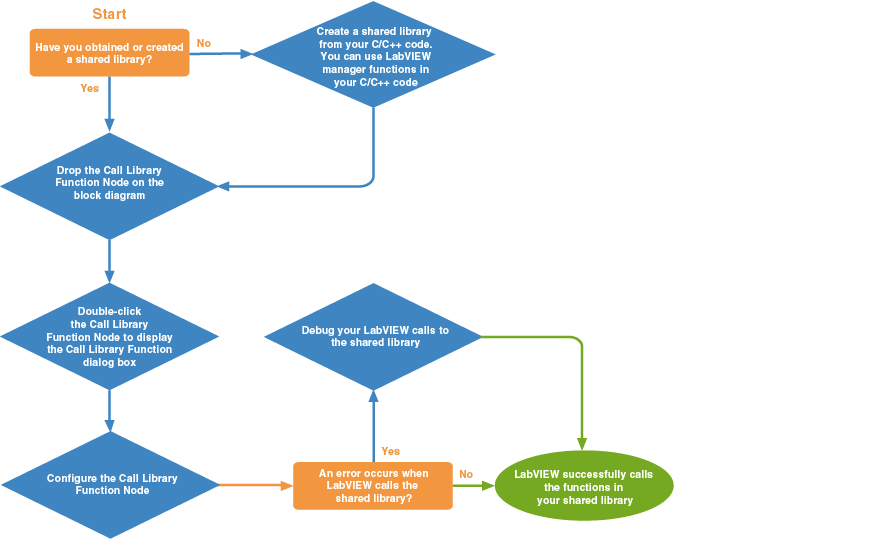 Start
Have you obtained or created
a shared library?
No
Create a shared library
from your C/C++ code.
You can use LabVIEW
manager functions in
your C/C++ code
Yes
Drop the Call Library
Function Node on the
block diagram
Double-click
the Call Library
Function Node to display
the Call Library Function
dialog box
Debug your LabVIEW calls to
the shared library
Configure the Call Library
Function Node
Yes
An error occurs when
LabVIEW calls the
shared library?
No
LabVIEW successfully calls
the functions in
your shared library